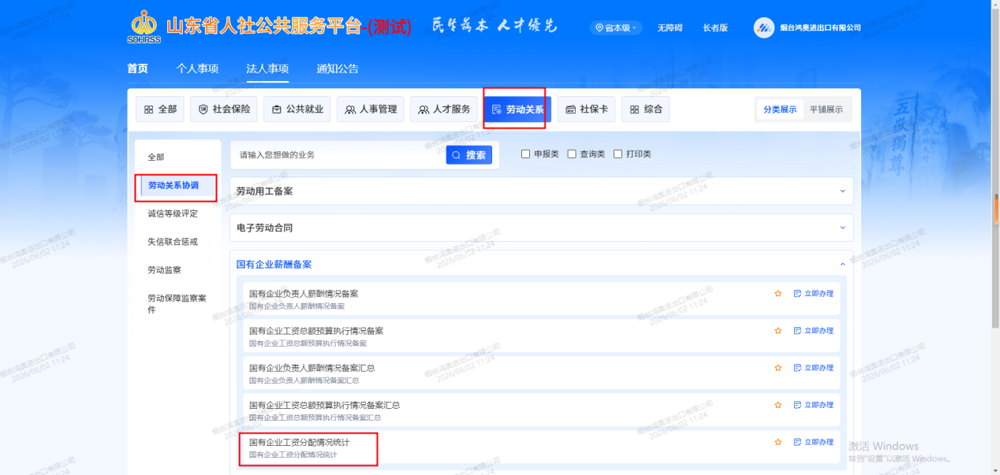 山东省人社公共服务平台-(测试)
民生为本 人才优先
省本级
无障碍
长者版
烟台鸿奥进出口有限公司
SDHRSS
首页
个人事项
法人事项
通知公告
全部
社会保险
公共就业
人事管理
人才服务
劳动关系
社保卡
综合
分类展示
平铺展示
全部
劳动关系协调
诚信等级评定
失信联合惩戒
劳动监察
劳动保障监察案
件
请输入您想做的业务
搜索
申报类
查询类
打印类
劳动用工备案
电子劳动合同
国有企业薪酬备案
国有企业负责人薪酬情况备案
国有企业负责人薪酬情况备案
立即办理
国有企业工资总额预算执行情况备案
国有企业工资总额预算执行情况备案
立即办理
国有企业负责人薪酬情况备案汇总
国有企业负责人薪酬情况备案汇总
立即办理
国有企业工资总额预算执行情况备案汇总
国有企业工资总额预算执行情况备案汇总
立即办理
国有企业工资分配情况统计
国有企业工资分配情况统计
立即办理
激活 Windows
转到"设置"以激活 Windows。
五嶽獨尊
烟台鸿奥进出口有限公司
2026/06/02 11:24